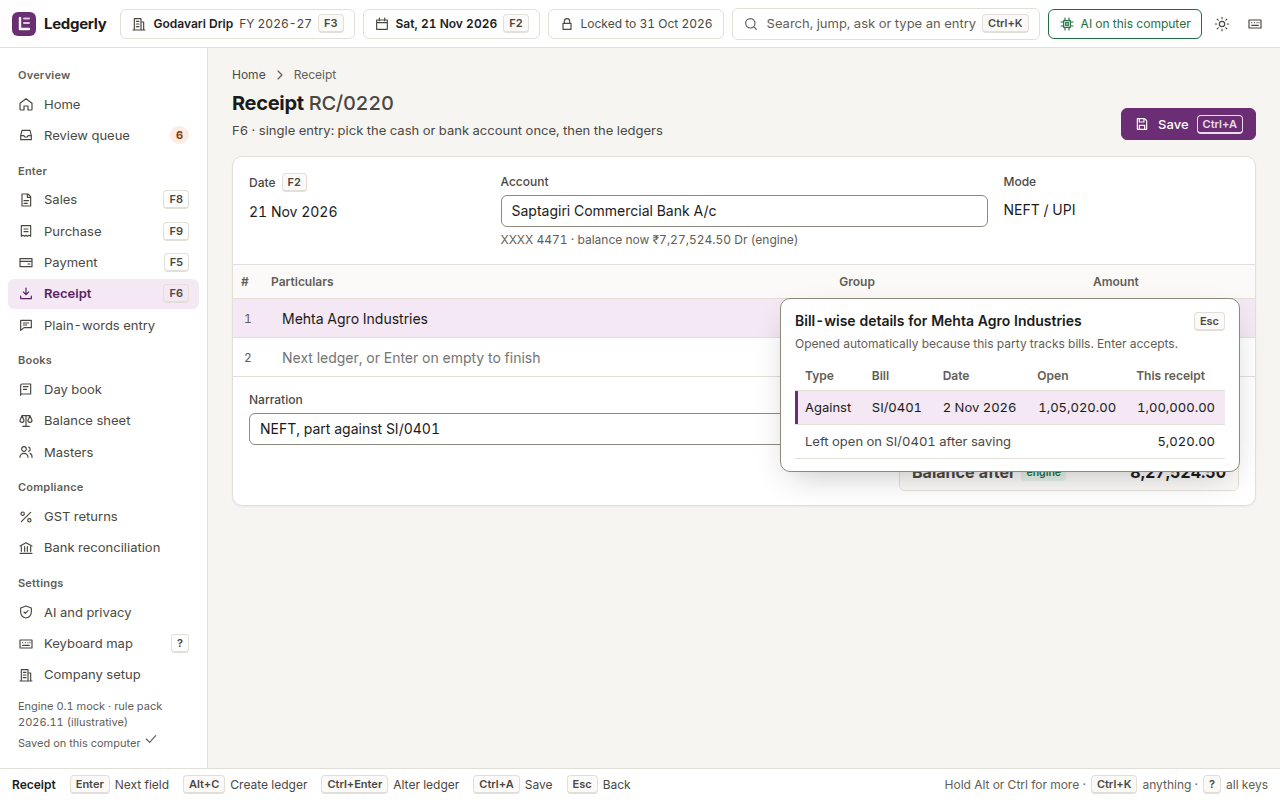 Ledgerly
Godavari Drip FY 2026-27 F3
Sat, 21 Nov 2026 F2
Locked to 31 Oct 2026
Search, jump, ask or type an entry Ctrl+K
AI on this computer
Overview
Home
Review queue 6
Enter
Sales F8
Purchase F9
Payment F5
Receipt F6
Plain-words entry
Books
Day book
Balance sheet
Masters
Compliance
GST returns
Bank reconciliation
Settings
AI and privacy
Keyboard map ?
Company setup
Engine 0.1 mock · rule pack
2026.11 (illustrative)
Saved on this computer
Home > Receipt
Receipt RC/0220
F6 · single entry: pick the cash or bank account once, then the ledgers
Save Ctrl+A
Date F2
21 Nov 2026
Account
Saptagiri Commercial Bank A/c
XXXX 4471 · balance now ₹7,27,524.50 Dr (engine)
Mode
NEFT / UPI
# Particulars Group Amount
1 Mehta Agro Industries
2 Next ledger, or Enter on empty to finish
Narration
NEFT, part against SI/0401
Bill-wise details for Mehta Agro Industries Esc
Opened automatically because this party tracks bills. Enter accepts.
Type Bill Date Open This receipt
Against SI/0401 2 Nov 2026 1,05,020.00 1,00,000.00
Left open on SI/0401 after saving 5,020.00
Balance after engine 8,27,524.50
Receipt Enter Next field Alt+C Create ledger Ctrl+Enter Alter ledger Ctrl+A Save Esc Back
Hold Alt or Ctrl for more · Ctrl+K anything · ? all keys